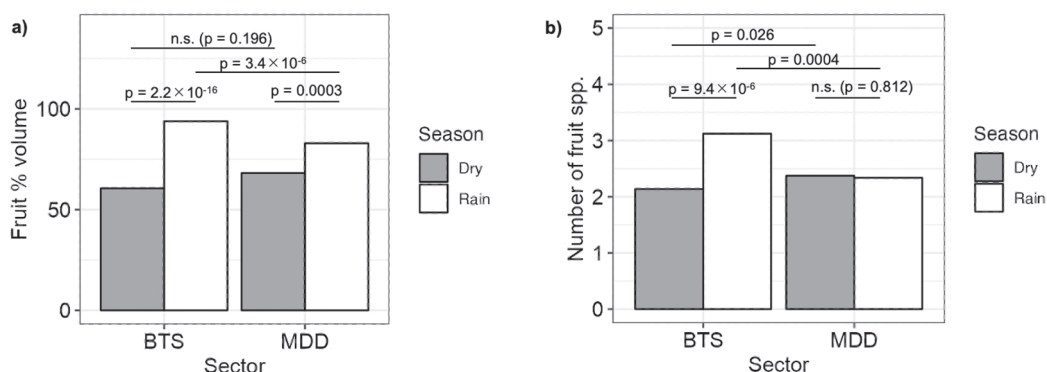 a)
n.s. (p = 0.196)
p = 3.4×10⁻⁶
p = 2.2×10⁻¹⁶
p = 0.0003
100
50
0
Fruit % volume
BTS
MDD
Sector
Season
Dry
Rain
b)
p = 0.026
p = 0.0004
p = 9.4×10⁻⁶
n.s. (p = 0.812)
5
4
3
2
1
0
Number of fruit spp.
BTS
MDD
Sector
Season
Dry
Rain